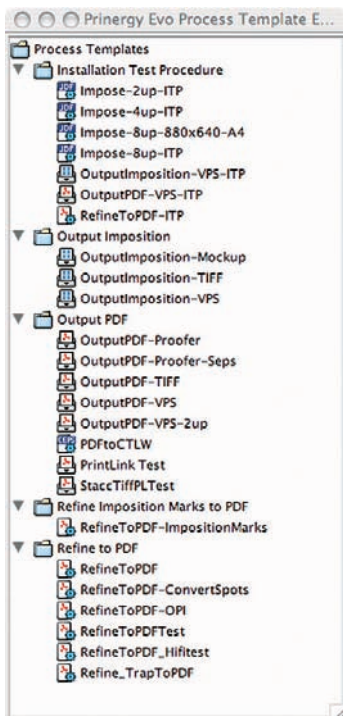 Prinergy Evo Process Template E...
Process Templates
Installation Test Procedure
Impose-2up-ITP
Impose-4up-ITP
Impose-8up-880x640-A4
Impose-8up-ITP
OutputImposition-VPS-ITP
OutputPDF-VPS-ITP
RefineToPDF-ITP
Output Imposition
OutputImposition-Mockup
OutputImposition-TIFF
OutputImposition-VPS
Output PDF
OutputPDF-Proofer
OutputPDF-Proofer-Seps
OutputPDF-TIFF
OutputPDF-VPS
OutputPDF-VPS-2up
PDFtoCTLW
PrintLink Test
StaccTiffPLTest
Refine Imposition Marks to PDF
RefineToPDF-ImpositionMarks
Refine to PDF
RefineToPDF
RefineToPDF-ConvertSpots
RefineToPDF-OPI
RefineToPDFTest
RefineToPDF_Hifitest
Refine_TrapToPDF